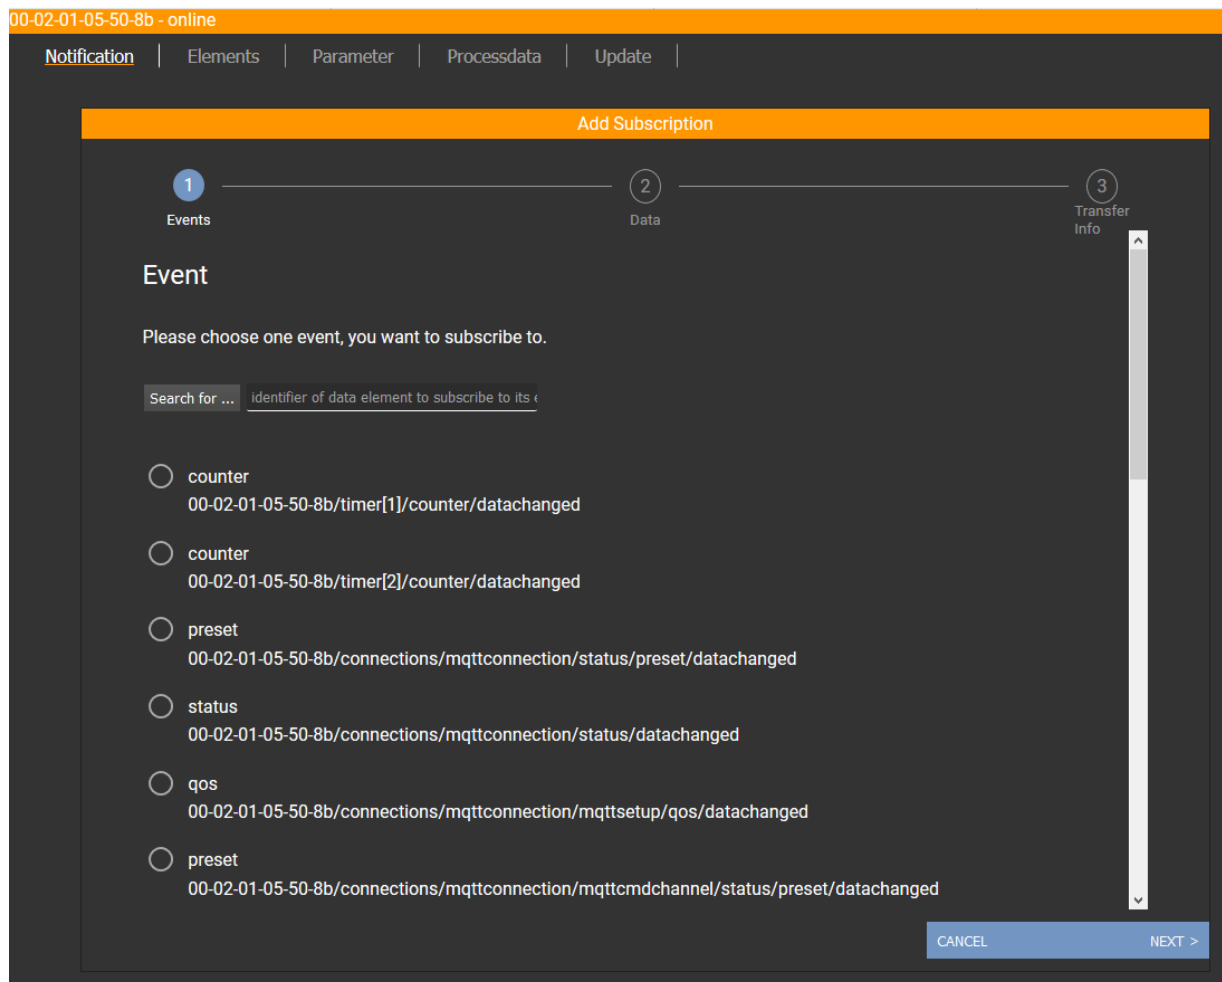 00-02-01-05-50-8b - online
Notification Elements Parameter Processdata Update
Add Subscription
1 2 3
Events Data Transfer
Info
Event
Please choose one event, you want to subscribe to.
Search for ... identifier of data element to subscribe to its
counter
00-02-01-05-50-8b/timer[1]/counter/datachanged
counter
00-02-01-05-50-8b/timer[2]/counter/datachanged
preset
00-02-01-05-50-8b/connections/mqttconnection/status/preset/datachanged
status
00-02-01-05-50-8b/connections/mqttconnection/status/datachanged
qos
00-02-01-05-50-8b/connections/mqttconnection/mqttsetup/qos/datachanged
preset
00-02-01-05-50-8b/connections/mqttconnection/mqttcmdchannel/status/preset/datachanged
CANCEL NEXT >